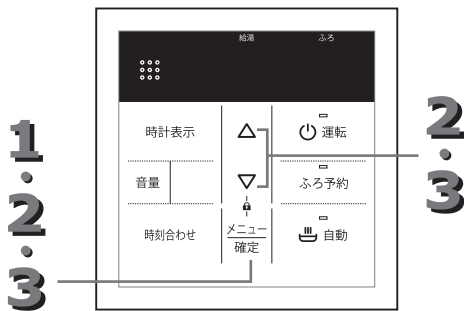 給湯 ふろ
時計表示
運転
音量
ふろ予約
時刻合わせ
メニュー
確定
自動
1・2・3
2・3